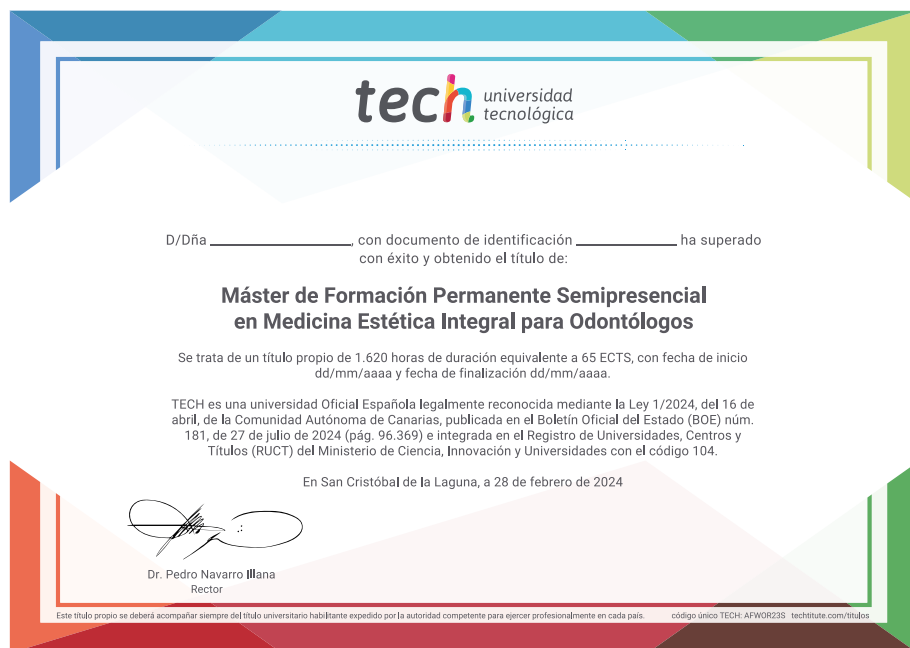 tech universidad
tecnológica
D/Dña ____________________, con documento de identificación ______________ ha superado
con éxito y obtenido el título de:
Máster de Formación Permanente Semipresencial
en Medicina Estética Integral para Odontólogos
Se trata de un título propio de 1.620 horas de duración equivalente a 65 ECTS, con fecha de inicio
dd/mm/aaaa y fecha de finalización dd/mm/aaaa.
TECH es una universidad Oficial Española legalmente reconocida mediante la Ley 1/2024, del 16 de
abril, de la Comunidad Autónoma de Canarias, publicada en el Boletín Oficial del Estado (BOE) núm.
181, de 27 de julio de 2024 (pág. 96.369) e integrada en el Registro de Universidades, Centros y
Títulos (RUCT) del Ministerio de Ciencia, Innovación y Universidades con el código 104.
En San Cristóbal de la Laguna, a 28 de febrero de 2024
Dr. Pedro Navarro Illana
Rector
Este título propio se deberá acompañar siempre del título universitario habilitante expedido por la autoridad competente para ejercer profesionalmente en cada país. código único TECH: AFWOR23S techtitute.com/titulos